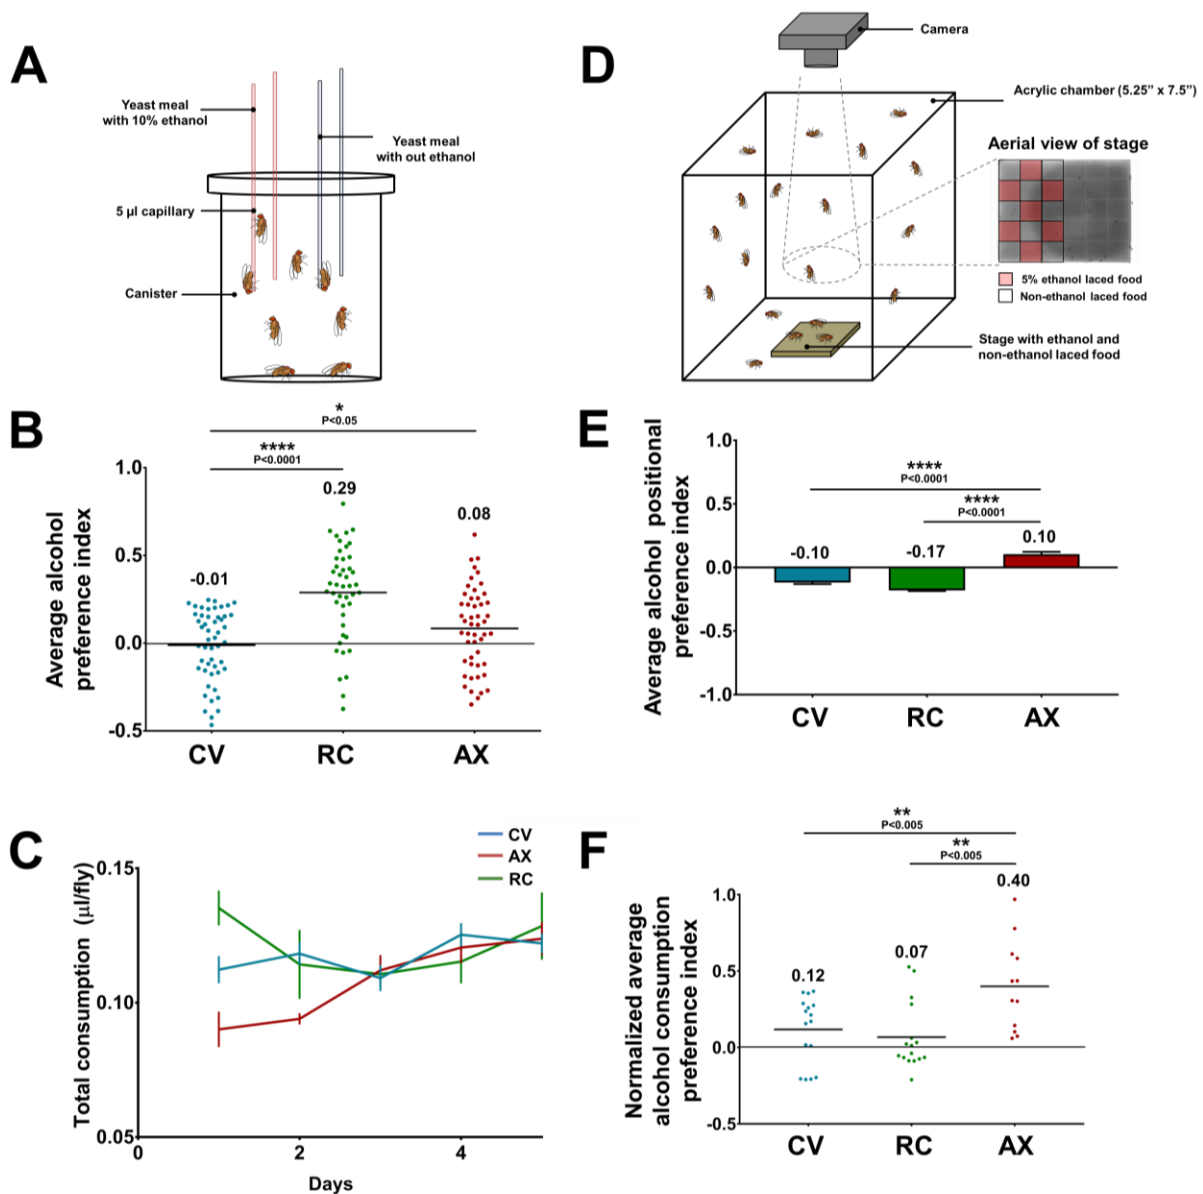 A
Yeast meal
with 10% ethanol
Yeast meal
with out ethanol
5 µl capillary
Canister
D
Camera
Acrylic chamber (5.25” x 7.5”)
Aerial view of stage
5% ethanol laced food
Non-ethanol laced food
Stage with ethanol and
non-ethanol laced food
B
*
P<0.05
****
P<0.0001
Average alcohol
preference index
1.0
0.5
0.0
-0.5
-0.01
0.29
0.08
CV
RC
AX
E
Average alcohol positional
preference index
1.0
0.5
0.0
-0.5
-1.0
****
P<0.0001
****
P<0.0001
-0.10
-0.17
0.10
CV
RC
AX
C
CV
AX
RC
Total consumption (µl/fly)
0.15
0.10
0.05
0
2
4
Days
F
**
P<0.005
**
P<0.005
Normalized average
alcohol consumption
preference index
1.0
0.5
0.0
-0.5
0.12
0.07
0.40
CV
RC
AX